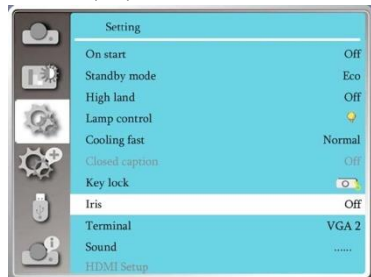 Setting
On start Off
Standby mode Eco
High land Off
Lamp control
Cooling fast Normal
Closed caption Off
Key lock
Iris Off
Terminal VGA 2
Sound ......
HDMI Setup